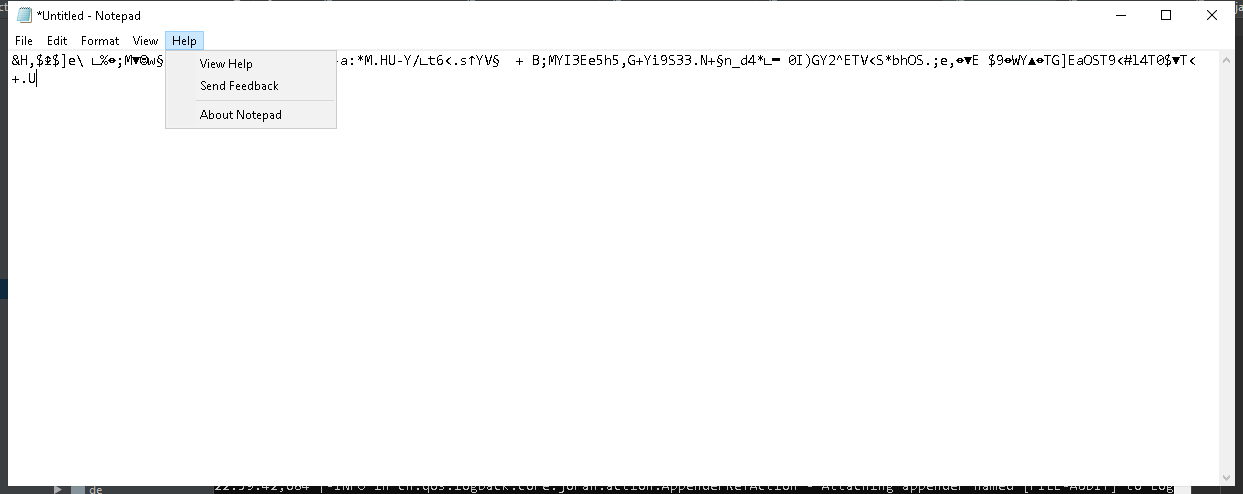 *Untitled - Notepad
File Edit Format View Help
View Help
Send Feedback
About Notepad
a:*M.HU-Y/∟t6<.s↑YV§ + B;MYI3Ee5h5,G+Yi9S33.N+§n_d4*∟ 0I)GY2^ETV<S*bhOS.;e, E $9 WY▲ TG]EaOST9<#l4T0$▼T<
+.U
de
22:59:42,684 |-INFO in ch.qos.logback.core.joran.action.AppenderRefAction - Attaching appender named [FILE-AUDIT] to Log